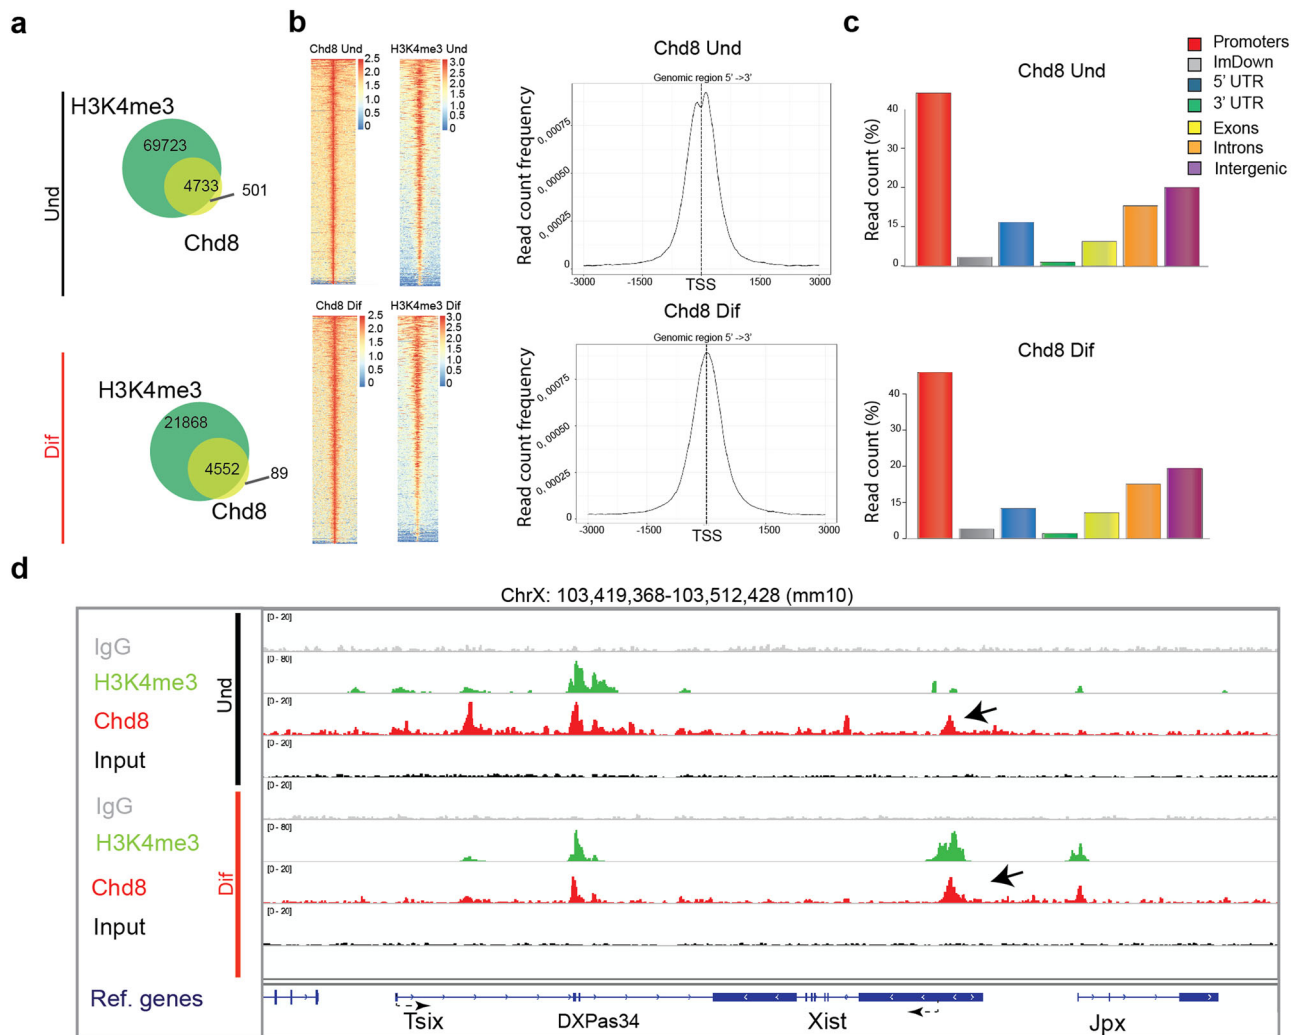 a
H3K4me3
69723
4733
501
Chd8
Und
H3K4me3
21868
4552
89
Chd8
Dif
b
Chd8 Und
2.5
2.0
1.5
1.0
0.5
0
H3K4me3 Und
3.0
2.5
2.0
1.5
1.0
0.5
0
Chd8 Dif
2.5
2.0
1.5
1.0
0.5
0
H3K4me3 Dif
3.0
2.5
2.0
1.5
1.0
0.5
0
Chd8 Und
Genomic region 5' ->3'
Read count frequency
0, 00075
0, 00050
0, 00025
0
-3000 -1500 TSS 1500 3000
Chd8 Dif
Genomic region 5' ->3'
Read count frequency
0, 00075
0, 00050
0, 00025
0
-3000 -1500 TSS 1500 3000
c
Chd8 Und
Read count (%)
40
30
20
15
0
Promoters
ImDown
5' UTR
3' UTR
Exons
Introns
Intergenic
Chd8 Dif
Read count (%)
40
30
20
15
0
d
ChrX: 103,419,368-103,512,428 (mm10)
Und
IgG
[0 - 20]
H3K4me3
[0 - 80]
Chd8
[0 - 20]
Input
[0 - 20]
Dif
IgG
[0 - 20]
H3K4me3
[0 - 80]
Chd8
[0 - 20]
Input
[0 - 20]
Ref. genes
Tsix DXPas34 Xist Jpx